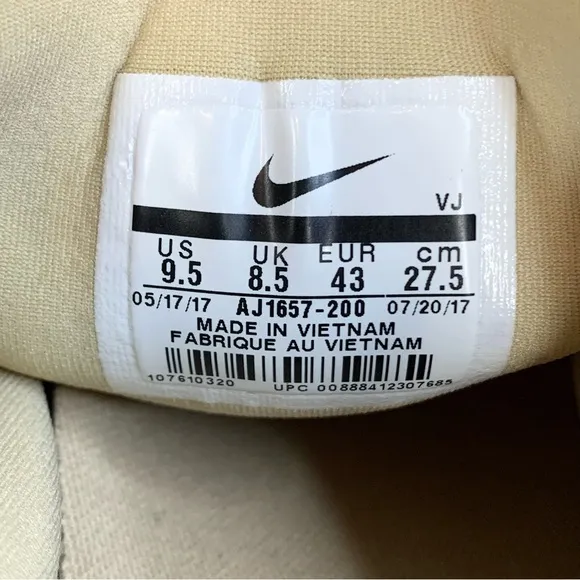 VJ
US UK EUR cm
9.5 8.5 43 27.5
05/17/17 AJ1657-200 07/20/17
MADE IN VIETNAM
FABRIQUE AU VIETNAM
107610320 UPC 00888412307685